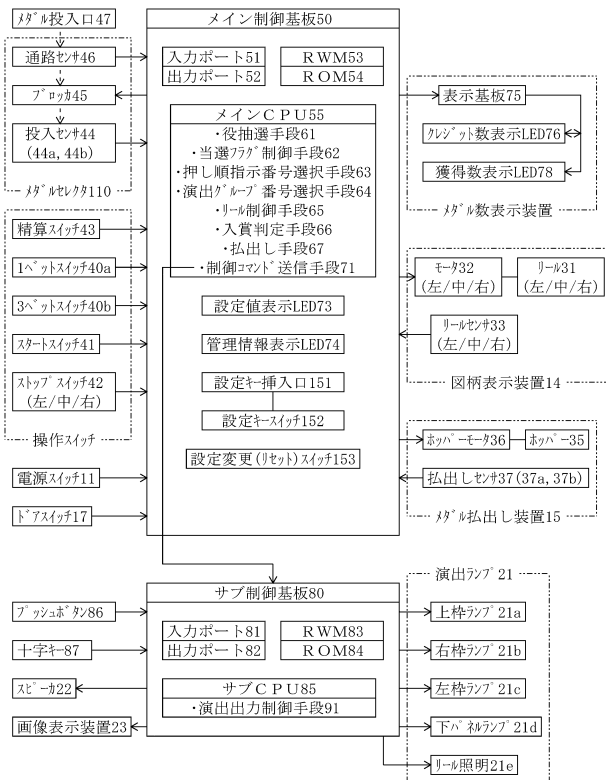 ﾒﾀﾞﾙ投入口47
通路ｾﾝｻ46
ﾌﾞﾛｯｶ45
投入ｾﾝｻ44
(44a, 44b)
ﾒﾀﾞﾙｾﾚｸﾀ110
精算ｽｲｯﾁ43
1ﾍﾞｯﾄｽｲｯﾁ40a
3ﾍﾞｯﾄｽｲｯﾁ40b
ｽﾀｰﾄｽｲｯﾁ41
ｽﾄｯﾌﾟｽｲｯﾁ42
(左/中/右)
操作ｽｲｯﾁ
電源ｽｲｯﾁ11
ﾄﾞｱｽｲｯﾁ17
メイン制御基板50
入力ポート51
出力ポート52
ＲＷＭ53
ＲＯＭ54
メインＣＰＵ55
・役抽選手段61
・当選ﾌﾗｸﾞ制御手段62
・押し順指示番号選択手段63
・演出ｸﾞﾙｰﾌﾟ番号選択手段64
・ﾘｰﾙ制御手段65
・入賞判定手段66
・払出し手段67
・制御ｺﾏﾝﾄﾞ送信手段71
設定値表示LED73
管理情報表示LED74
設定キー挿入口151
設定キースイッチ152
設定変更(ﾘｾｯﾄ)ｽｲｯﾁ153
表示基板75
ｸﾚｼﾞｯﾄ数表示LED76
獲得数表示LED78
ﾒﾀﾞﾙ数表示装置
ﾓｰﾀ32
(左/中/右)
ﾘｰﾙ31
(左/中/右)
ﾘｰﾙｾﾝｻ33
(左/中/右)
図柄表示装置14
ﾎｯﾊﾟｰﾓｰﾀ36
ﾎｯﾊﾟｰ35
払出しｾﾝｻ37(37a, 37b)
ﾒﾀﾞﾙ払出し装置15
ﾌﾟｯｼｭﾎﾞﾀﾝ86
十字ｷｰ87
ｽﾋﾟｰｶ22
画像表示装置23
サブ制御基板80
入力ポート81
出力ポート82
ＲＷＭ83
ＲＯＭ84
サブＣＰＵ85
・演出出力制御手段91
演出ﾗﾝﾌﾟ21
上枠ﾗﾝﾌﾟ21a
右枠ﾗﾝﾌﾟ21b
左枠ﾗﾝﾌﾟ21c
下ﾊﾟﾈﾙﾗﾝﾌﾟ21d
ﾘｰﾙ照明21e